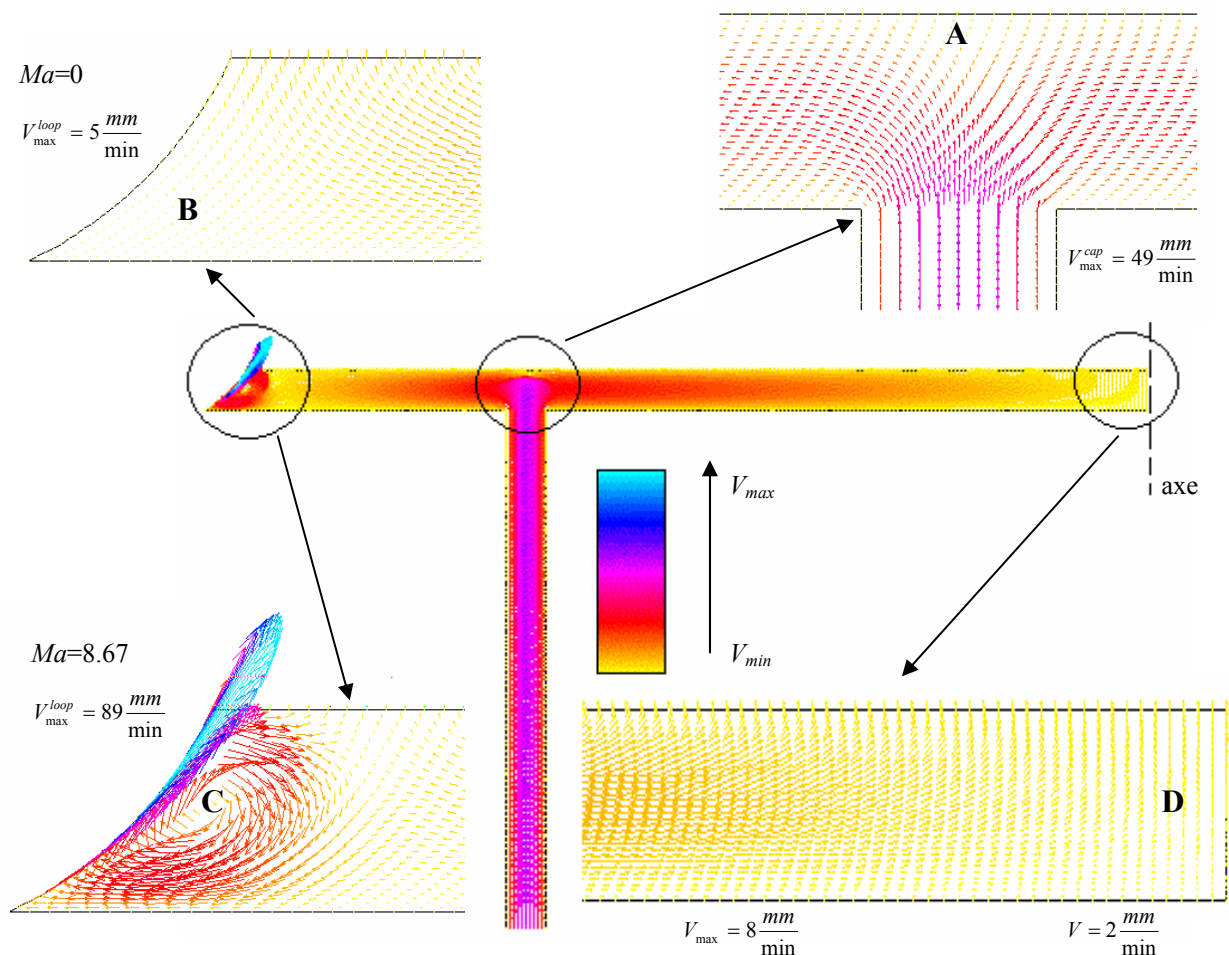 A
Ma=0
V_max^loop = 5 mm/min
B
V_max^cap = 49 mm/min
axe
V_max
V_min
Ma=8.67
V_max^loop = 89 mm/min
C
D
V_max = 8 mm/min
V = 2 mm/min